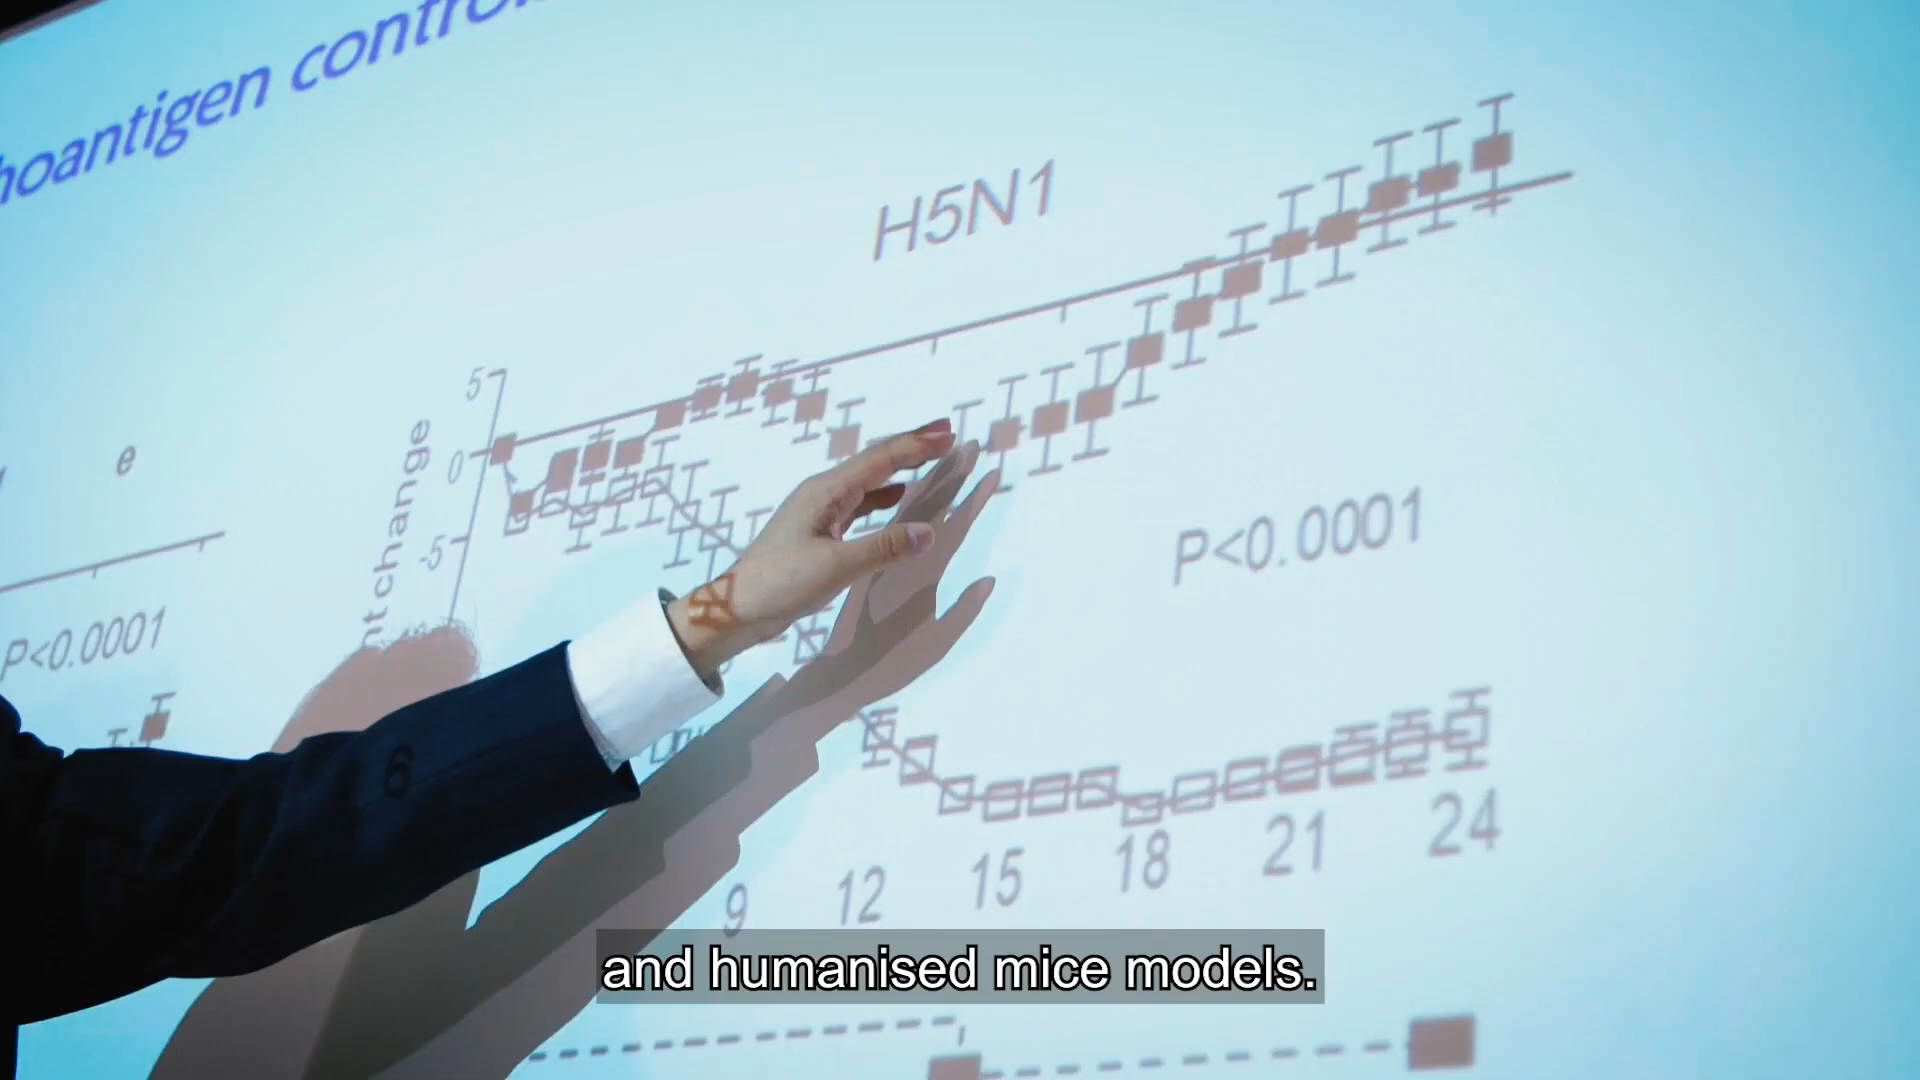 hoantigen contro
H5N1
5
0
-5
nt change
e
P<0.0001
P<0.0001
9 12 15 18 21 24
and humanised mice models.